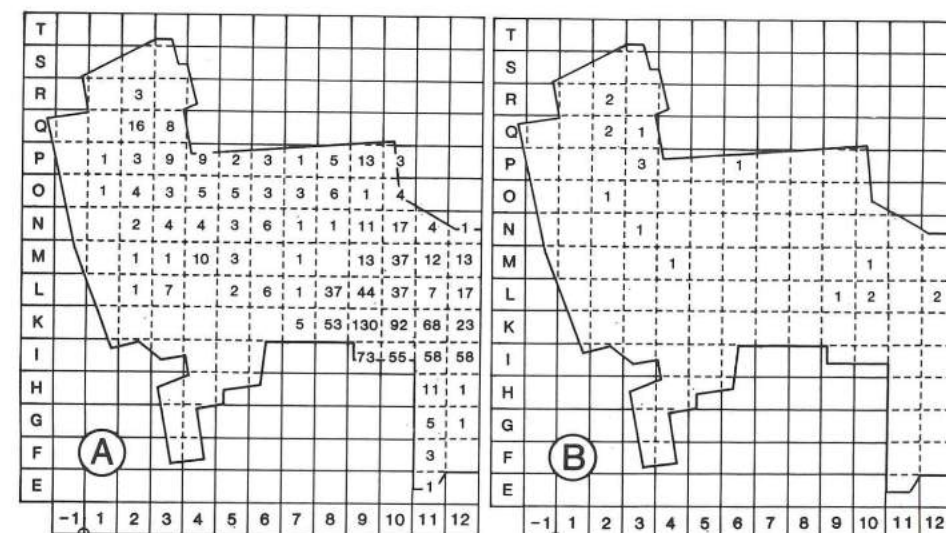 T
S
R 3
Q 16 8
P 1 3 9 9 2 3 1 5 13 3
O 1 4 3 5 5 3 3 6 1 4
N 2 4 4 3 6 1 1 11 17 4 1
M 1 1 10 3 1 13 37 12 13
L 1 7 2 6 1 37 44 37 7 17
K 5 53 130 92 68 23
I 73 55 58 58
H 11 1
G 5 1
F A 3
E 1
-1 1 2 3 4 5 6 7 8 9 10 11 12
T
S
R 2
Q 2 1
P 3 1
O 1
N 1
M 1 1
L 1 2 2
K
I
H
G
F B
E
-1 1 2 3 4 5 6 7 8 9 10 11 12